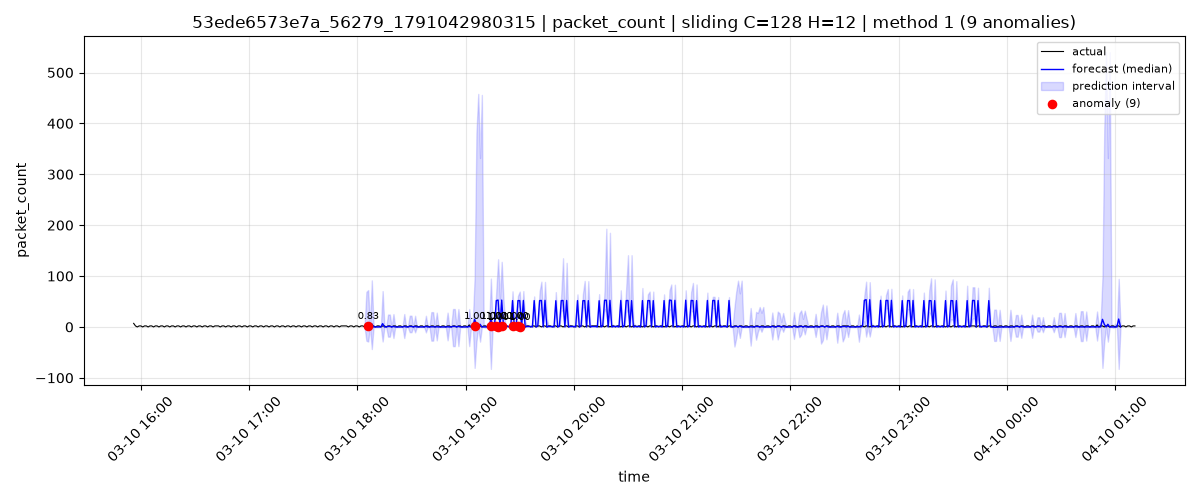 53ede6573e7a_56279_1791042980315 | packet_count | sliding C=128 H=12 | method 1 (9 anomalies)
actual
forecast (median)
prediction interval
anomaly (9)
packet_count
500
400
300
200
100
0
−100
0.83
1.00
03-10 16:00
03-10 17:00
03-10 18:00
03-10 19:00
03-10 20:00
03-10 21:00
03-10 22:00
03-10 23:00
04-10 00:00
04-10 01:00
time